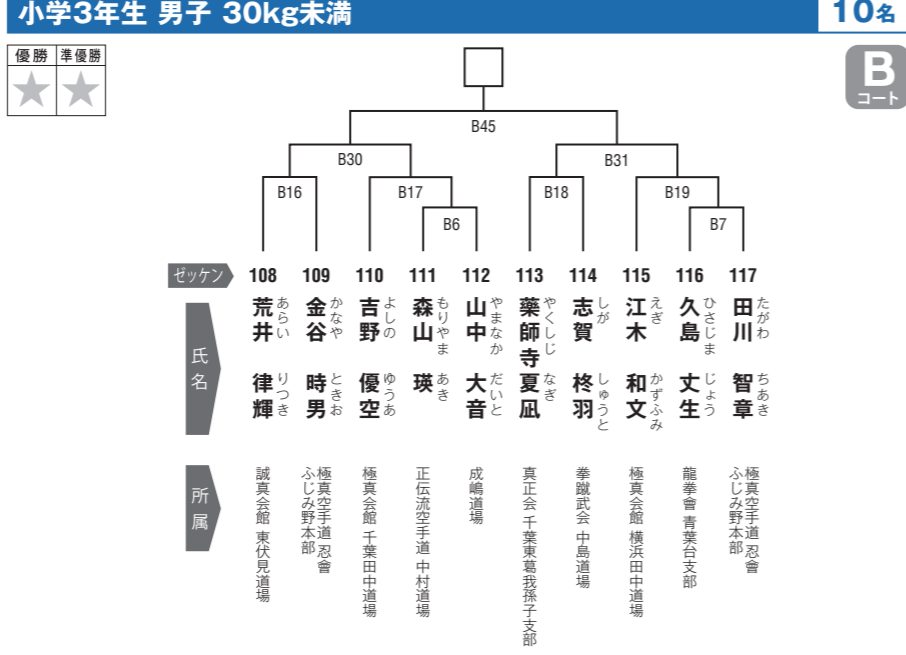 小学3年生 男子 30kg未満
10名
優勝 準優勝
B
コート
B45
B30 B31
B16 B17 B18 B19
B6 B7
ゼッケン 108 109 110 111 112 113 114 115 116 117
氏名
荒井 律輝
あらい りつき
金谷 時男
かなや ときお
吉野 優空
よしの ゆうあ
森山 瑛
もりやま あき
山中 大音
やまなか だいと
藥師寺 夏凪
やくしじ なぎ
志賀 柊羽
しが しゅうと
江木 和文
えぎ かずふみ
久島 丈生
ひさじま じょう
田川 智章
たがわ ちあき
所属
誠真会館 東伏見道場
極真空手道 忍會
ふじみ野本部
極真会館 千葉田中道場
正伝流空手道 中村道場
成嶋道場
真正会 千葉東葛我孫子支部
拳蹴武会 中島道場
極真会館 横浜田中道場
龍拳會 青葉台支部
極真空手道 忍會
ふじみ野本部